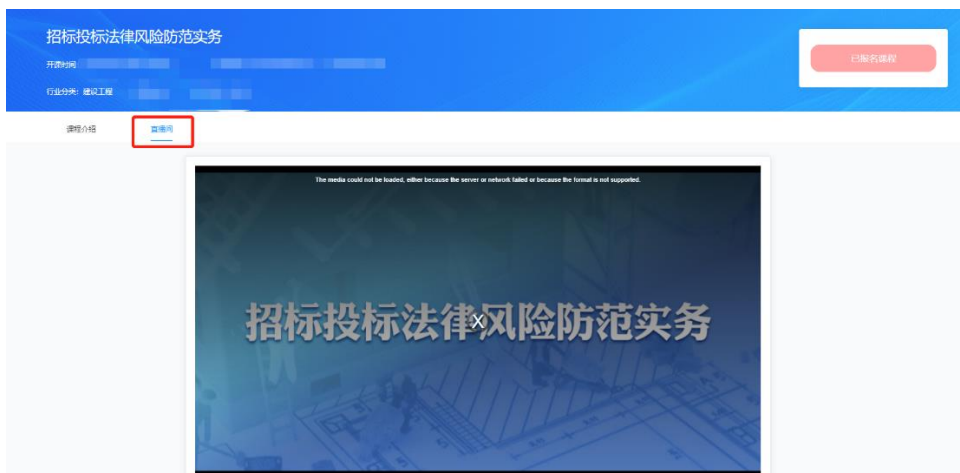 招标投标法律风险防范实务
开课时间
行业分类：建设工程
已报名课程
课程介绍
直播间
The media could not be loaded, either because the server or network failed or because the format is not supported.
招标投标法律风险防范实务
X